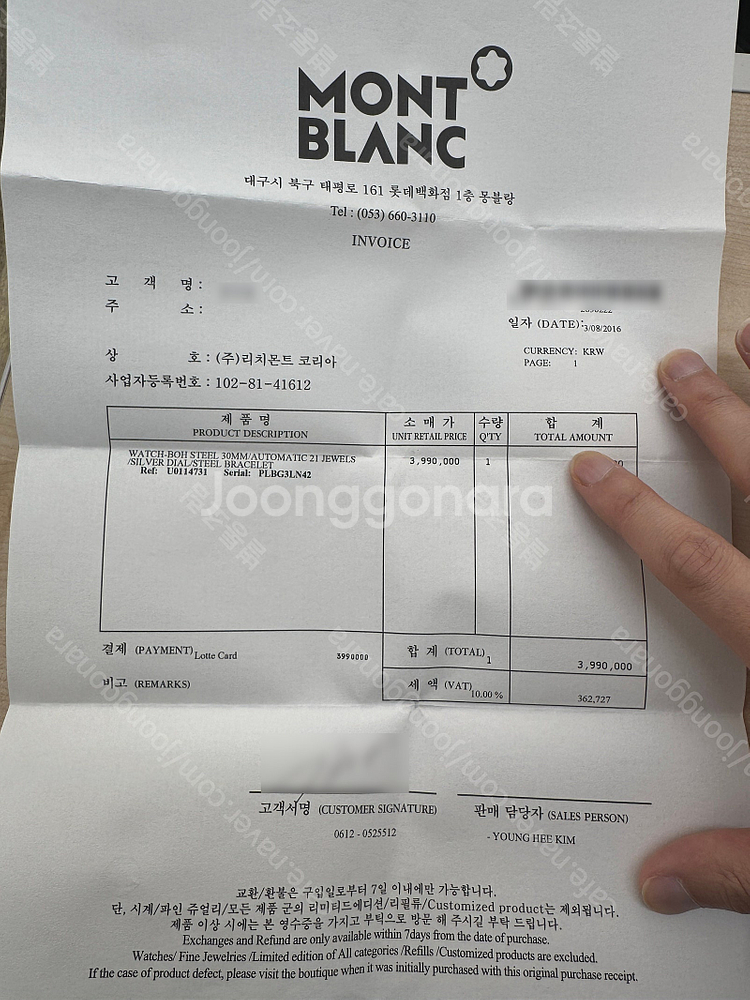 MONT
BLANC
대구시 북구 태평로 161 롯데백화점 1층 몽블랑
Tel : (053) 660-3110
INVOICE
고 객 명 :
주 소 :
일자 (DATE): 3/08/2016
CURRENCY: KRW
PAGE: 1
상 호 : (주)리치몬트 코리아
사업자등록번호 : 102-81-41612
제 품 명 소 매 가 수량 합 계
PRODUCT DESCRIPTION UNIT RETAIL PRICE Q'TY TOTAL AMOUNT
WATCH-BOH STEEL 30MM/AUTOMATIC 21 JEWELS 3,990,000 1
/SILVER DIAL/STEEL BRACELET
Ref: U0114731 Serial: PLBG3LN42
Joonggonara
결제 (PAYMENT) Lotte Card 3990000 합 계 (TOTAL) 1 3,990,000
비고 (REMARKS) 세 액 (VAT) 10.00 % 362,727
고객서명 (CUSTOMER SIGNATURE) 판매 담당자 (SALES PERSON)
0612 - 0525512 - YOUNG HEE KIM
교환/환불은 구입일로부터 7일 이내에만 가능합니다.
단, 시계/파인 쥬얼리/모든 제품 군의 리미티드에디션/리필류/Customized product는 제외됩니다.
제품 이상 시에는 본 영수증을 가지고 부틱으로 방문 해 주시길 부탁 드립니다.
Exchanges and Refund are only available within 7days from the date of purchase.
Watches/ Fine Jewelries /Limited edition of All categories /Refills /Customized products are excluded.
If the case of product defect, please visit the boutique when it was initially purchased with this original purchase receipt.